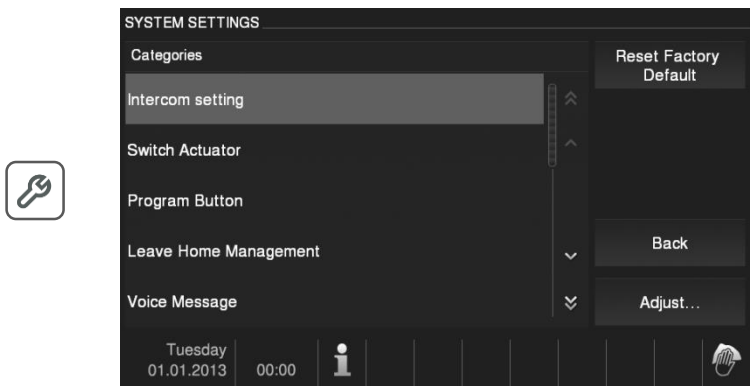 SYSTEM SETTINGS
Categories
Reset Factory
Default
Intercom setting
Switch Actuator
Program Button
Leave Home Management
Back
Voice Message
Adjust...
Tuesday
01.01.2013
00:00